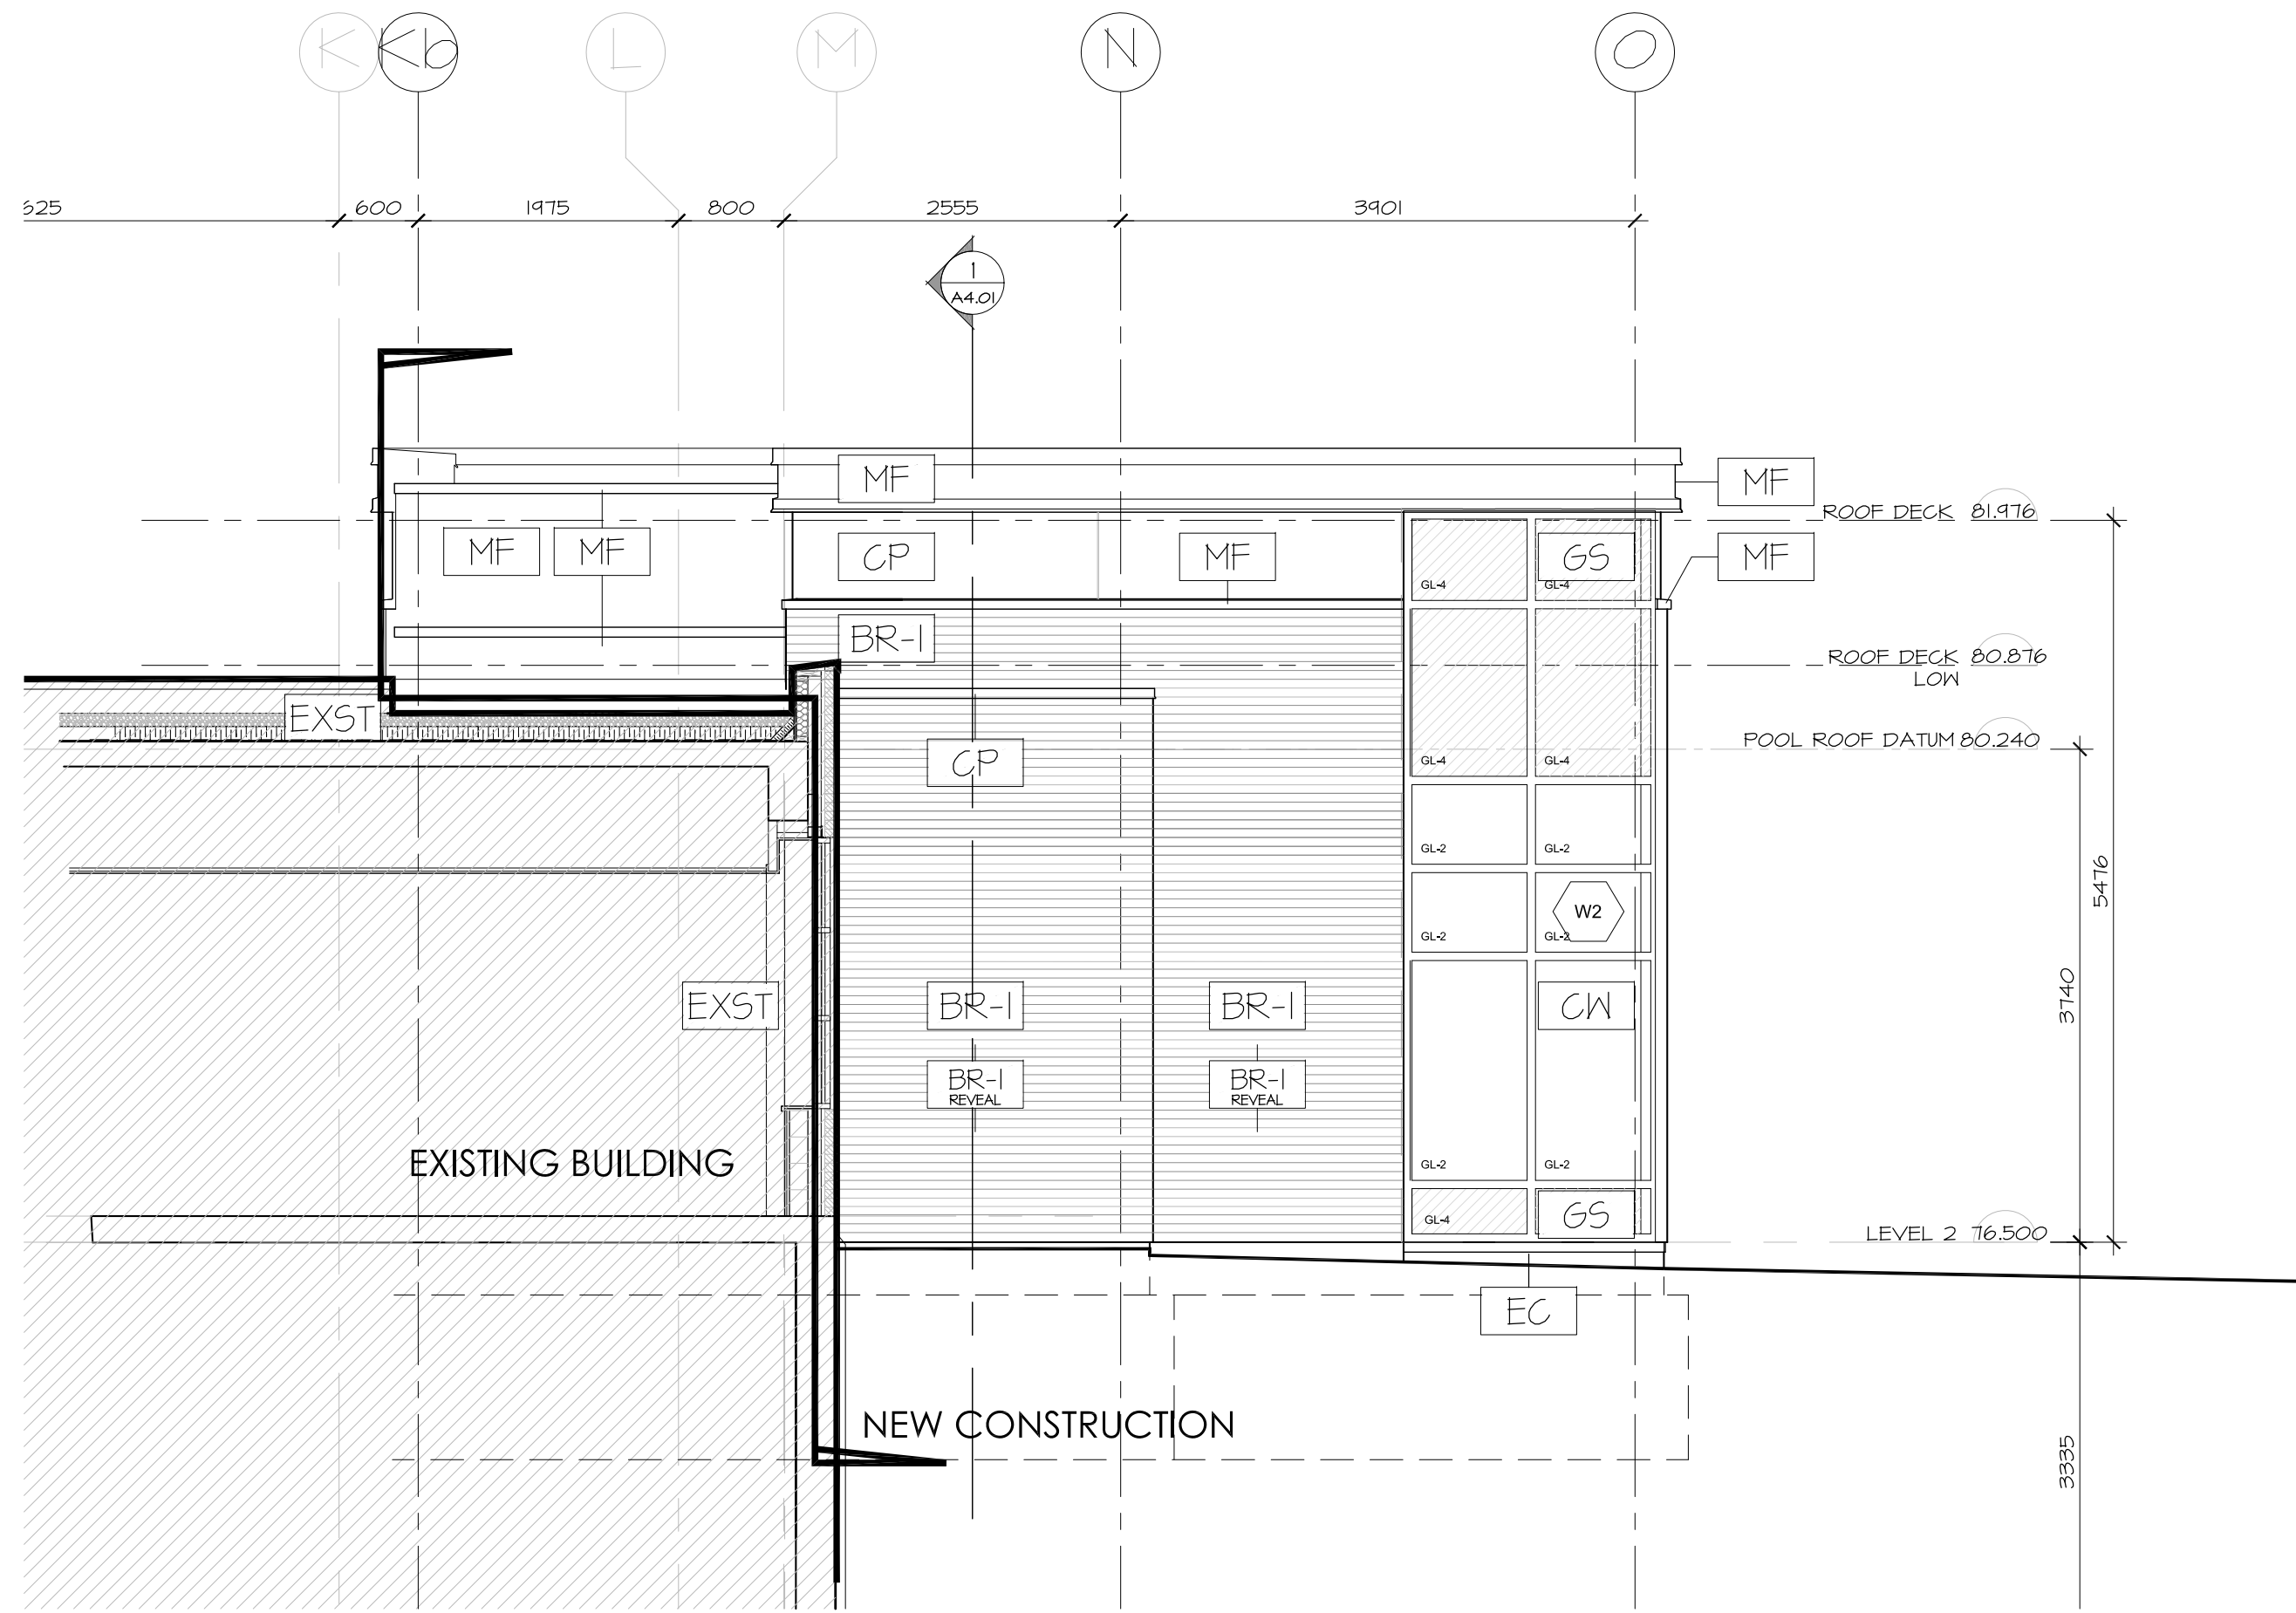 K Kb L M N O
525 600 1975 800 2555 3901
1
A4.01
MF MF
MF MF CP MF GS MF
ROOF DECK 81.976
GL-4 GL-4
BR-1
ROOF DECK 80.876
LOW
EXST
POOL ROOF DATUM 80.240
CP
GL-4 GL-4
GL-2 GL-2
5476
W2
GL-2 GL-2
3740
EXST BR-1 BR-1 CW
BR-1 BR-1
REVEAL REVEAL
EXISTING BUILDING
GL-2 GL-2
GL-4 GS
LEVEL 2 76.500
EC
NEW CONSTRUCTION
3335